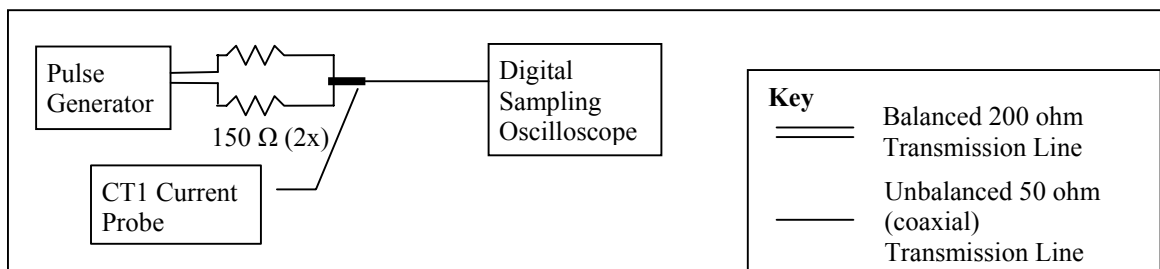 Pulse
Generator
150 Ω (2x)
CT1 Current
Probe
Digital
Sampling
Oscilloscope
Key
Balanced 200 ohm
Transmission Line
Unbalanced 50 ohm
(coaxial)
Transmission Line